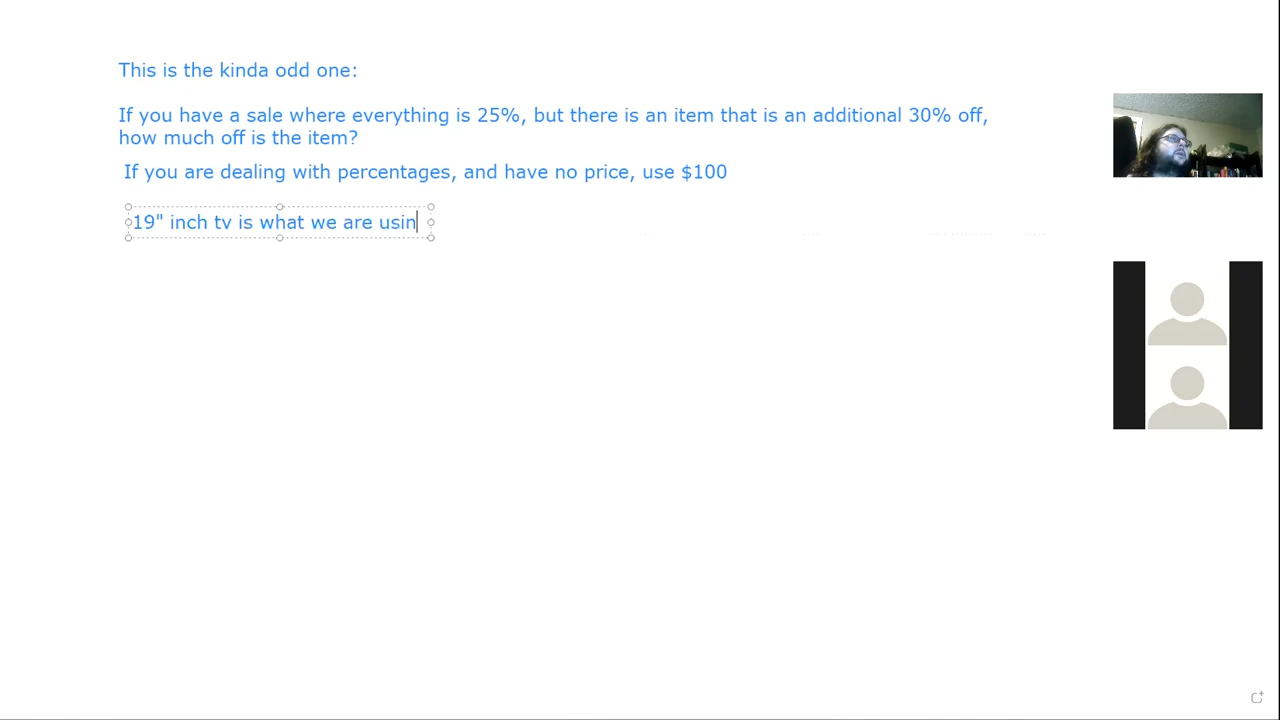 This is the kinda odd one:
If you have a sale where everything is 25%, but there is an item that is an additional 30% off,
how much off is the item?
If you are dealing with percentages, and have no price, use $100
19" inch tv is what we are usin